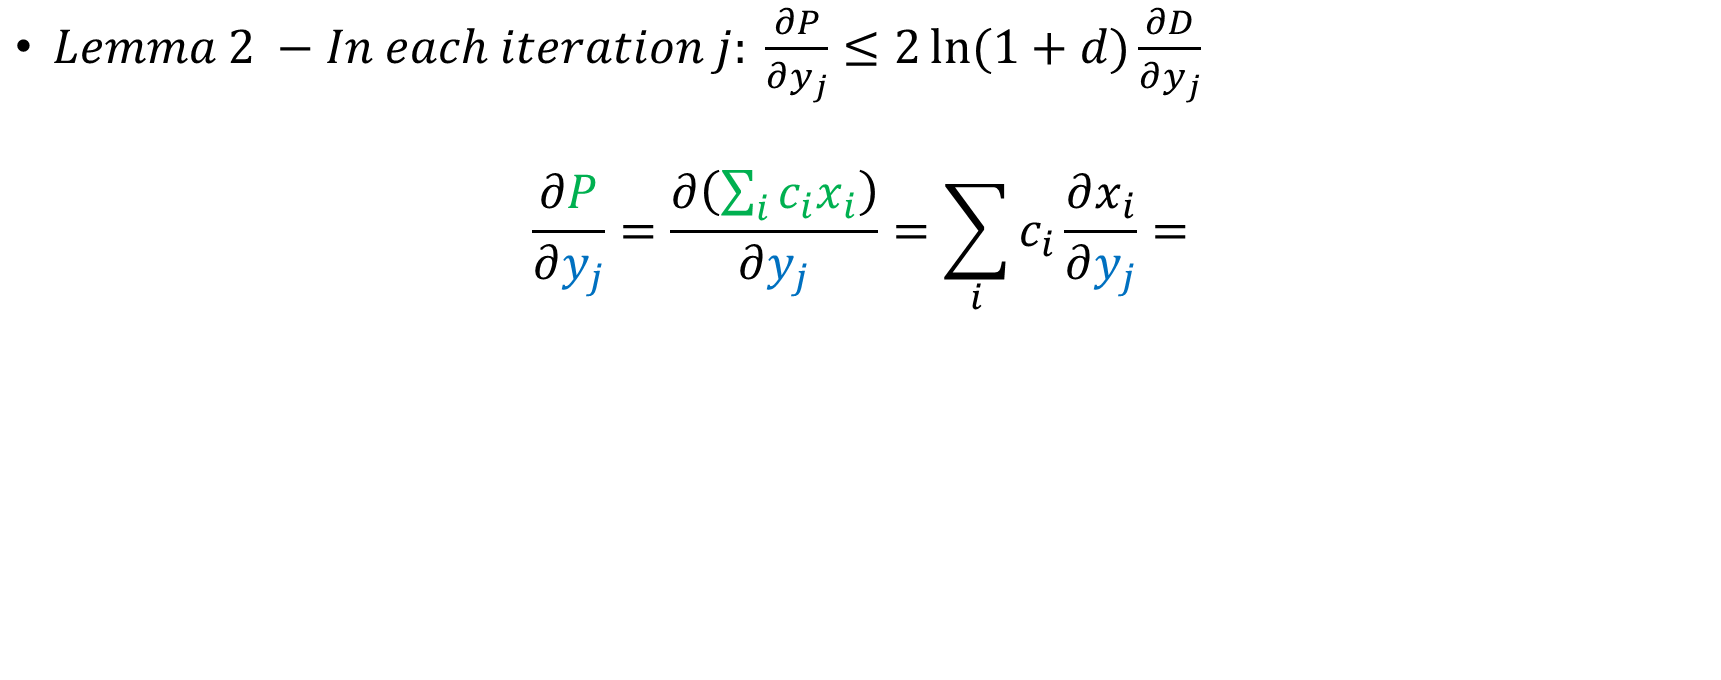 • Lemma 2 − In each iteration j: ∂P/∂y_j ≤ 2 ln(1 + d) ∂D/∂y_j
∂P/∂y_j = ∂(∑_i c_i x_i)/∂y_j = ∑_i c_i ∂x_i/∂y_j =